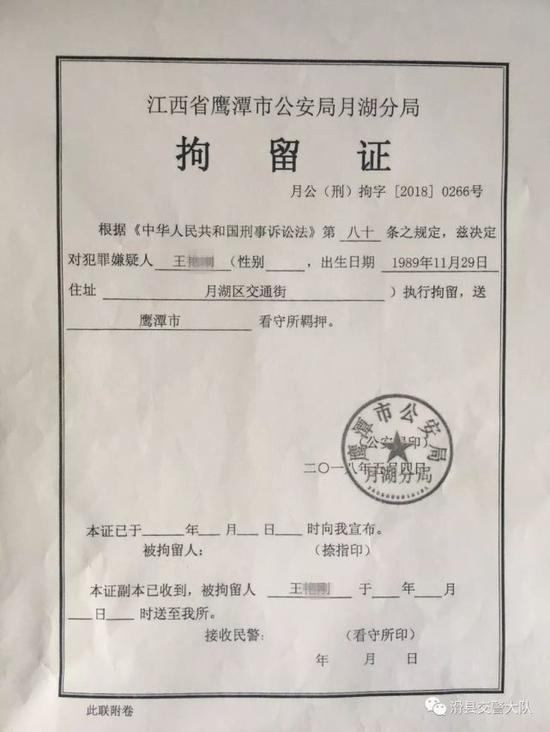 江西省鹰潭市公安局月湖分局
拘留证
月公（刑）拘字［2018］0266号
根据《中华人民共和国刑事诉讼法》第 八十 条之规定，兹决定
对犯罪嫌疑人 王 （性别 ，出生日期 1989年11月29日
住址 月湖区交通街 ）执行拘留，送
鹰潭市 看守所羁押。
鹰潭市公安局
（公安局印）
二〇一八年五月四日
月湖分局
本证已于 年 月 日 时向我宣布。
被拘留人： （捺指印）
本证副本已收到，被拘留人 王 于 年 月
日 时送至我所。
接收民警： （看守所印）
年 月 日
此联附卷
滑县交警大队